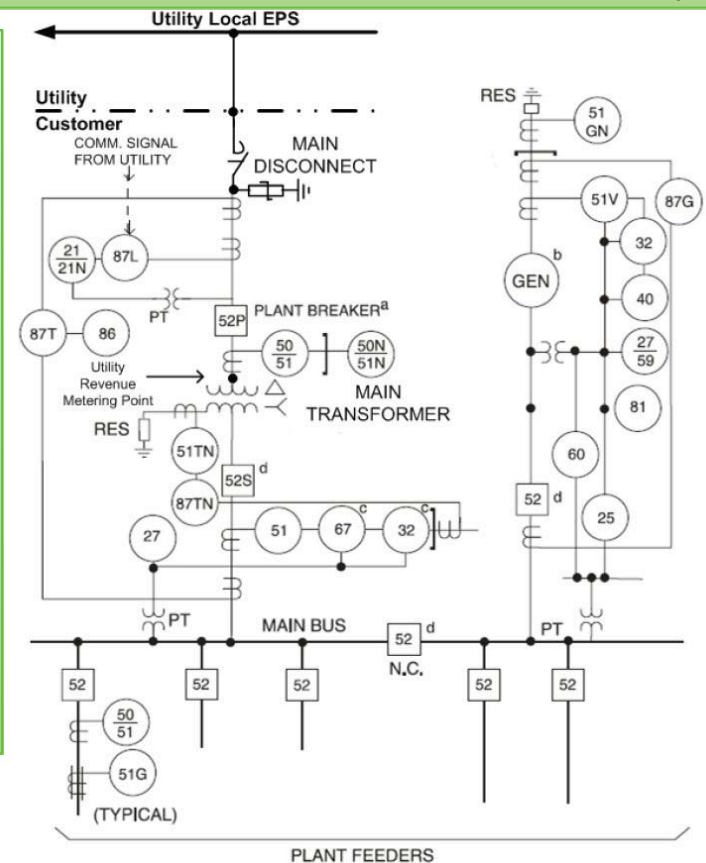 Utility Local EPS
Utility
Customer
COMM. SIGNAL
FROM UTILITY
MAIN
DISCONNECT
RES
51
GN
51V
87G
32
40
27
59
81
60
25
GEN
b
21
21N
87L
PT
PLANT BREAKER
a
52P
87T
86
50
51
50N
51N
Utility
Revenue
Metering Point
MAIN
TRANSFORMER
RES
51TN
87TN
52S
d
27
51
67
c
32
c
52
d
PT
MAIN BUS
52
d
N.C.
PT
52
52
52
52
52
50
51
51G
(TYPICAL)
PLANT FEEDERS